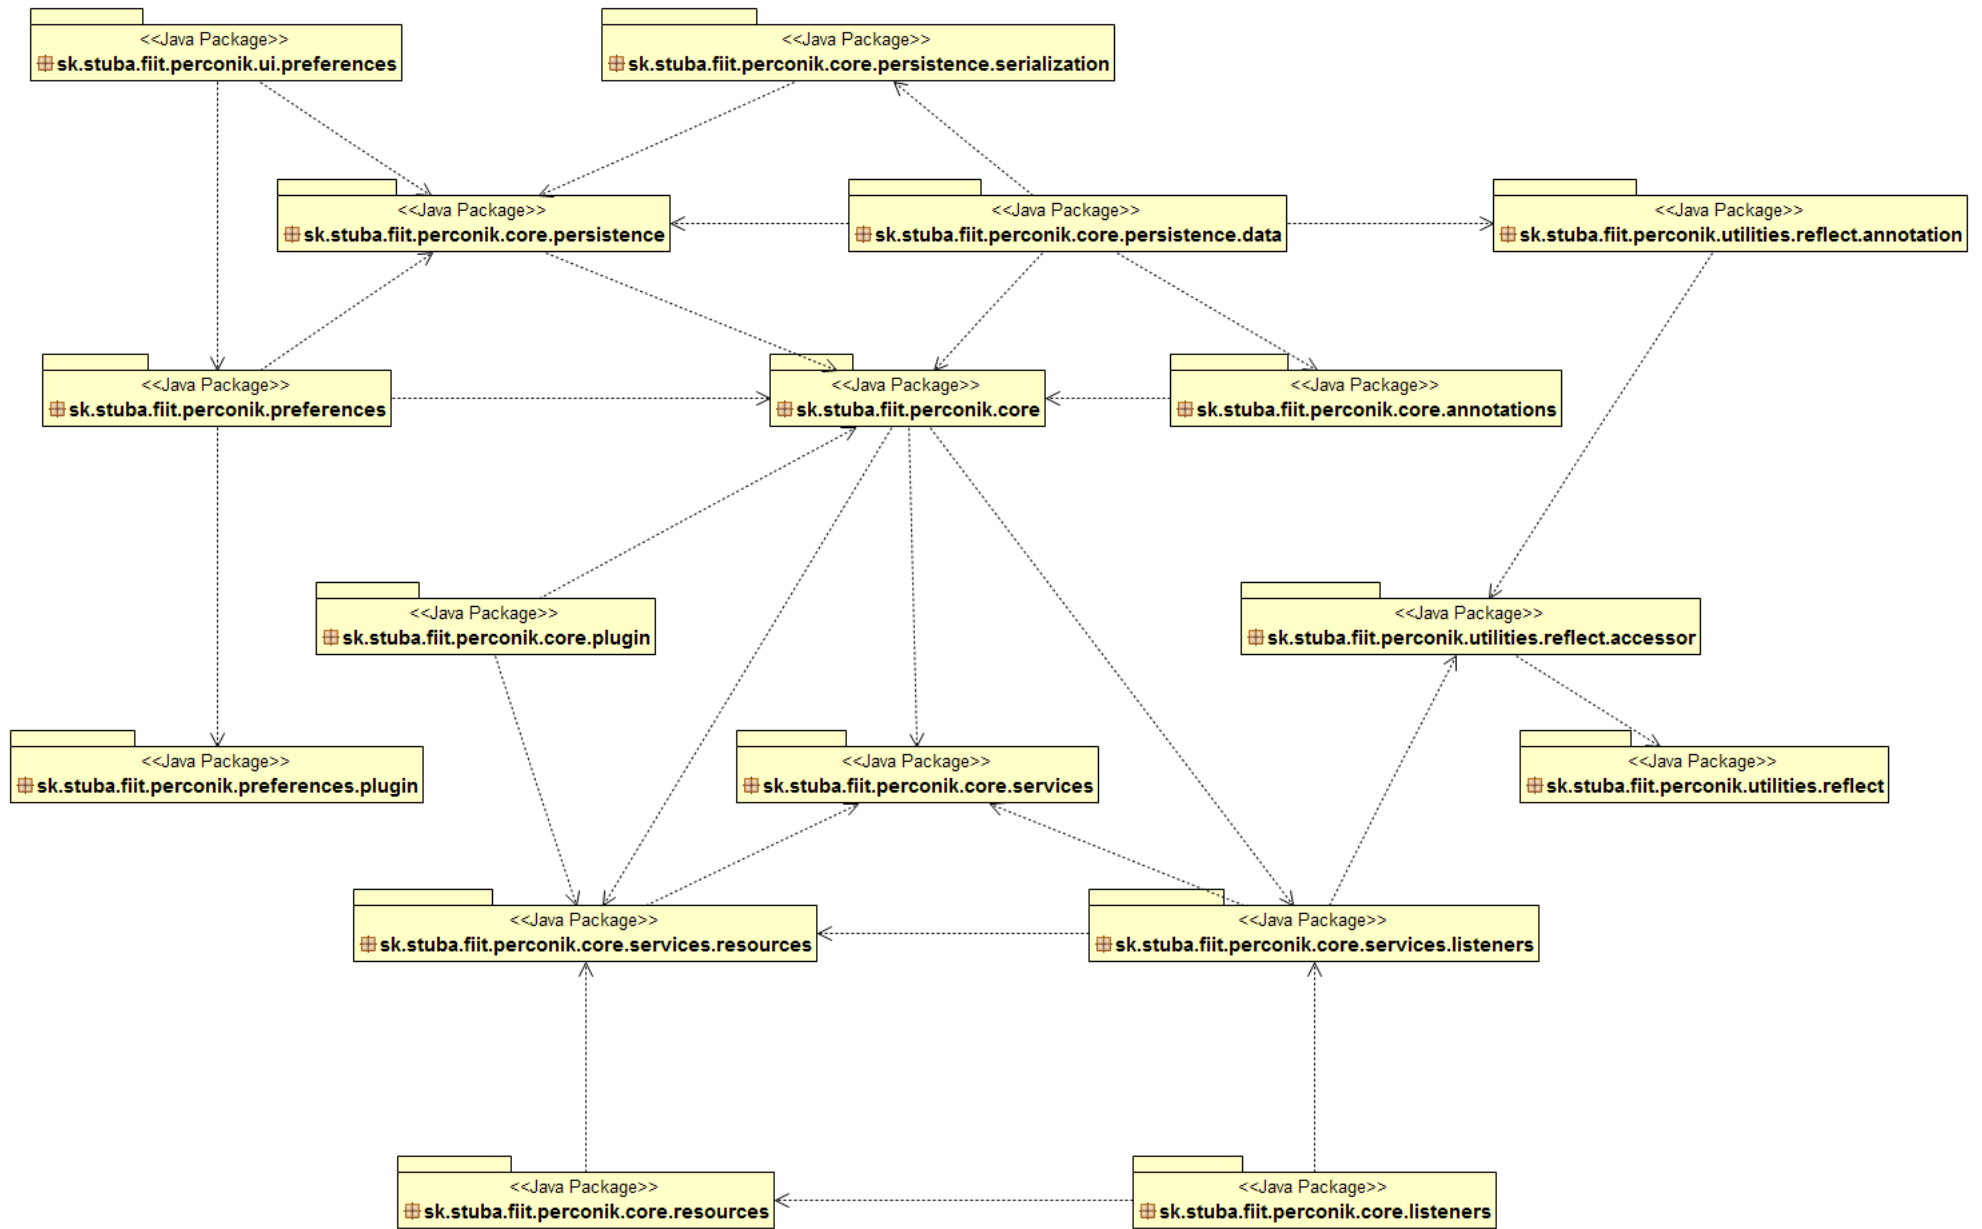 <<Java Package>>
sk.stuba.fiit.perconik.ui.preferences
<<Java Package>>
sk.stuba.fiit.perconik.core.persistence.serialization
<<Java Package>>
sk.stuba.fiit.perconik.core.persistence
<<Java Package>>
sk.stuba.fiit.perconik.core.persistence.data
<<Java Package>>
sk.stuba.fiit.perconik.utilities.reflect.annotation
<<Java Package>>
sk.stuba.fiit.perconik.preferences
<<Java Package>>
sk.stuba.fiit.perconik.core
<<Java Package>>
sk.stuba.fiit.perconik.core.annotations
<<Java Package>>
sk.stuba.fiit.perconik.core.plugin
<<Java Package>>
sk.stuba.fiit.perconik.utilities.reflect.accessor
<<Java Package>>
sk.stuba.fiit.perconik.preferences.plugin
<<Java Package>>
sk.stuba.fiit.perconik.core.services
<<Java Package>>
sk.stuba.fiit.perconik.utilities.reflect
<<Java Package>>
sk.stuba.fiit.perconik.core.services.resources
<<Java Package>>
sk.stuba.fiit.perconik.core.services.listeners
<<Java Package>>
sk.stuba.fiit.perconik.core.resources
<<Java Package>>
sk.stuba.fiit.perconik.core.listeners